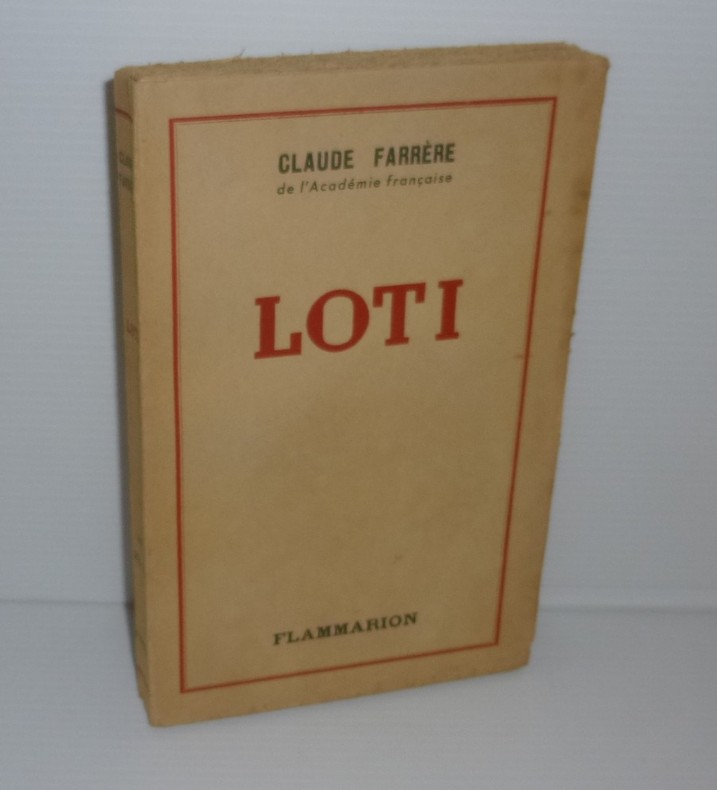 CLAUDE FARRÈRE
de l'Académie française
LOTI
FLAMMARION